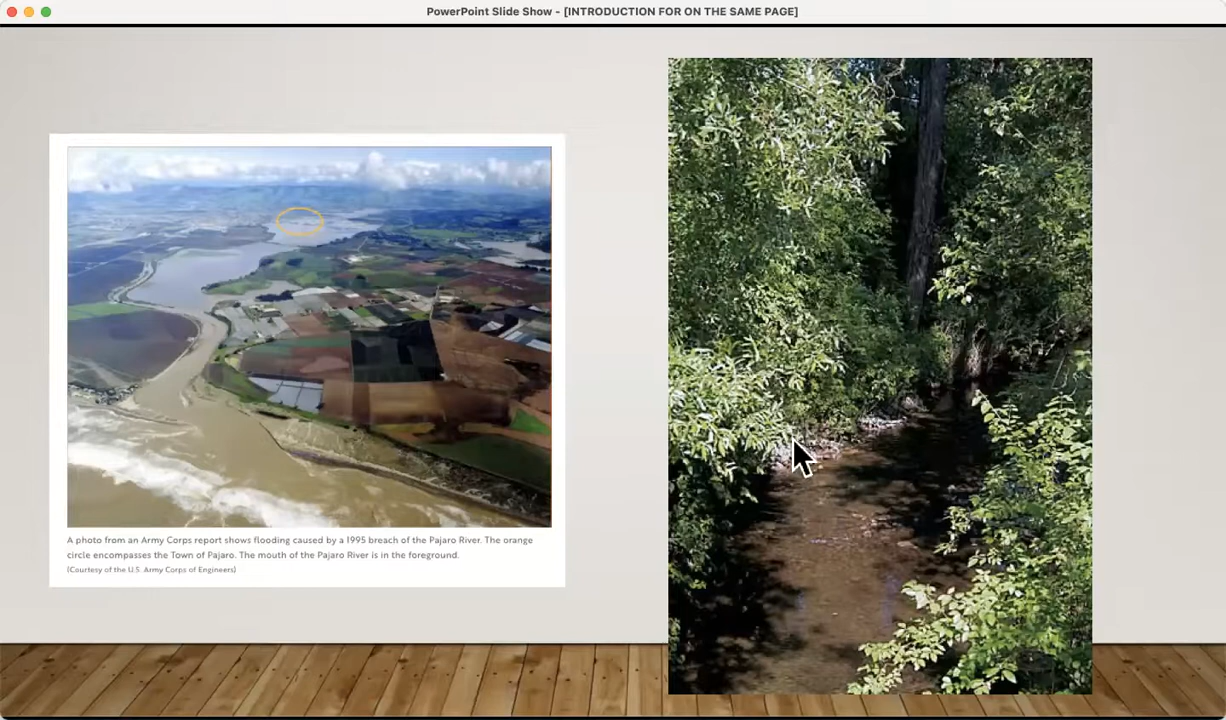 PowerPoint Slide Show - [INTRODUCTION FOR ON THE SAME PAGE]
A photo from an Army Corps report shows flooding caused by a 1995 breach of the Pajaro River. The orange
circle encompasses the Town of Pajaro. The mouth of the Pajaro River is in the foreground.
(Courtesy of the U.S. Army Corps of Engineers)